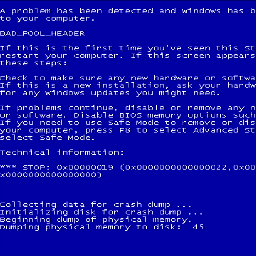 A problem has been detected and windows has b
to your computer.
BAD_POOL_HEADER
If this is the first time you've seen this st
restart your computer. If this screen appears
these steps:
Check to make sure any new hardware or softwa
If this is a new installation, ask your hardw
for any windows updates you might need.
If problems continue, disable or remove any n
or software. Disable BIOS memory options such
If you need to use Safe Mode to remove or dis
your computer, press F8 to select Advanced St
select Safe Mode.
Technical information:
*** STOP: 0x00000019 (0x0000000000000022,0x00
x0000000000000000)
Collecting data for crash dump ...
Initializing disk for crash dump ...
Beginning dump of physical memory.
Dumping physical memory to disk:  45